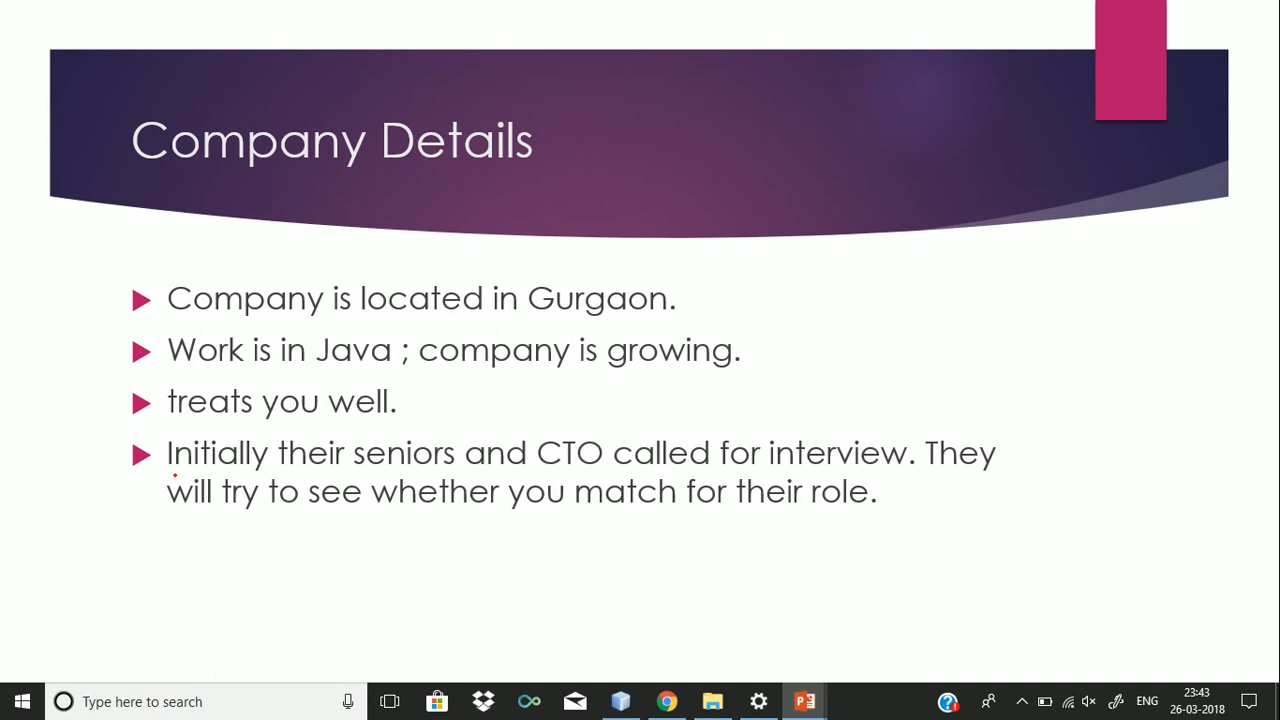 Company Details
Company is located in Gurgaon.
Work is in Java ; company is growing.
treats you well.
Initially their seniors and CTO called for interview. They
will try to see whether you match for their role.
Type here to search
ENG
23:43
26-03-2018